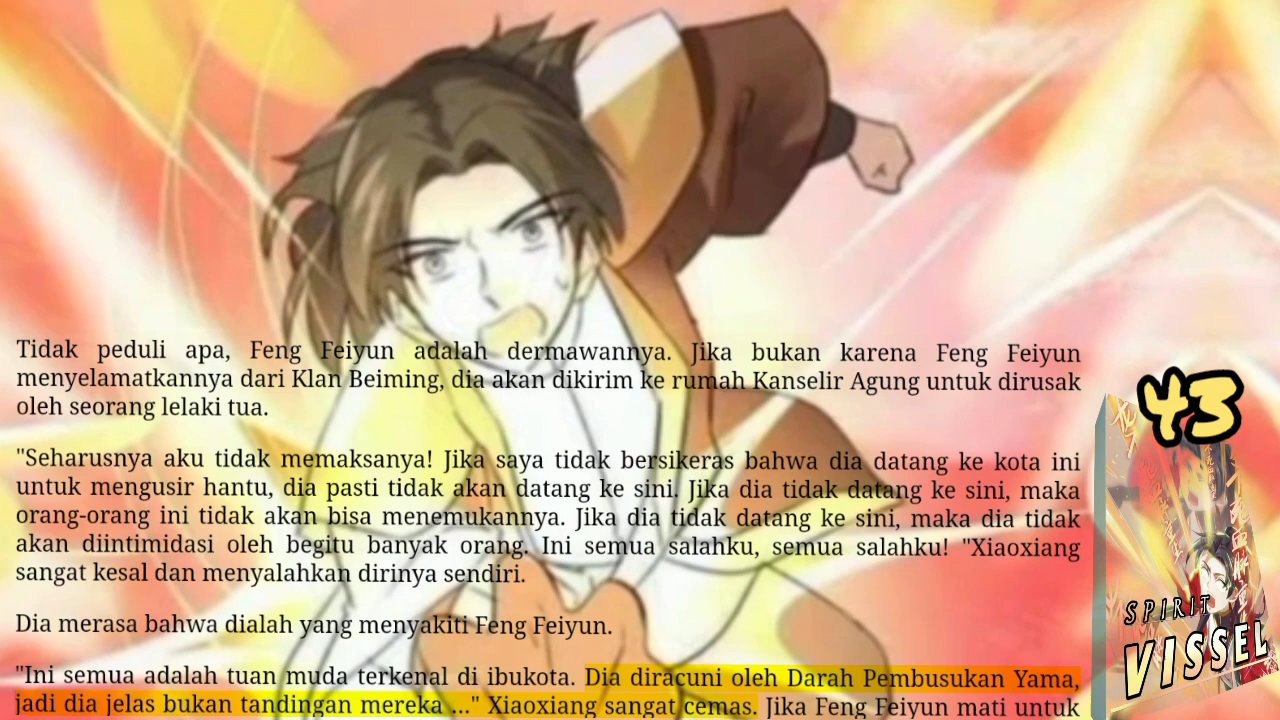 Tidak peduli apa, Feng Feiyun adalah dermawannya. Jika bukan karena Feng Feiyun
menyelamatkannya dari Klan Beiming, dia akan dikirim ke rumah Kanselir Agung untuk dirusak
oleh seorang lelaki tua.
"Seharusnya aku tidak memaksanya! Jika saya tidak bersikeras bahwa dia datang ke kota ini
untuk mengusir hantu, dia pasti tidak akan datang ke sini. Jika dia tidak datang ke sini, maka
orang-orang ini tidak akan bisa menemukannya. Jika dia tidak datang ke sini, maka dia tidak
akan diintimidasi oleh begitu banyak orang. Ini semua salahku, semua salahku! "Xiaoxiang
sangat kesal dan menyalahkan dirinya sendiri.
Dia merasa bahwa dialah yang menyakiti Feng Feiyun.
"Ini semua adalah tuan muda terkenal di ibukota. Dia diracuni oleh Darah Pembusukan Yama,
jadi dia jelas bukan tandingan mereka ..." Xiaoxiang sangat cemas. Jika Feng Feiyun mati untuk
43
SPIRIT
VISSEL